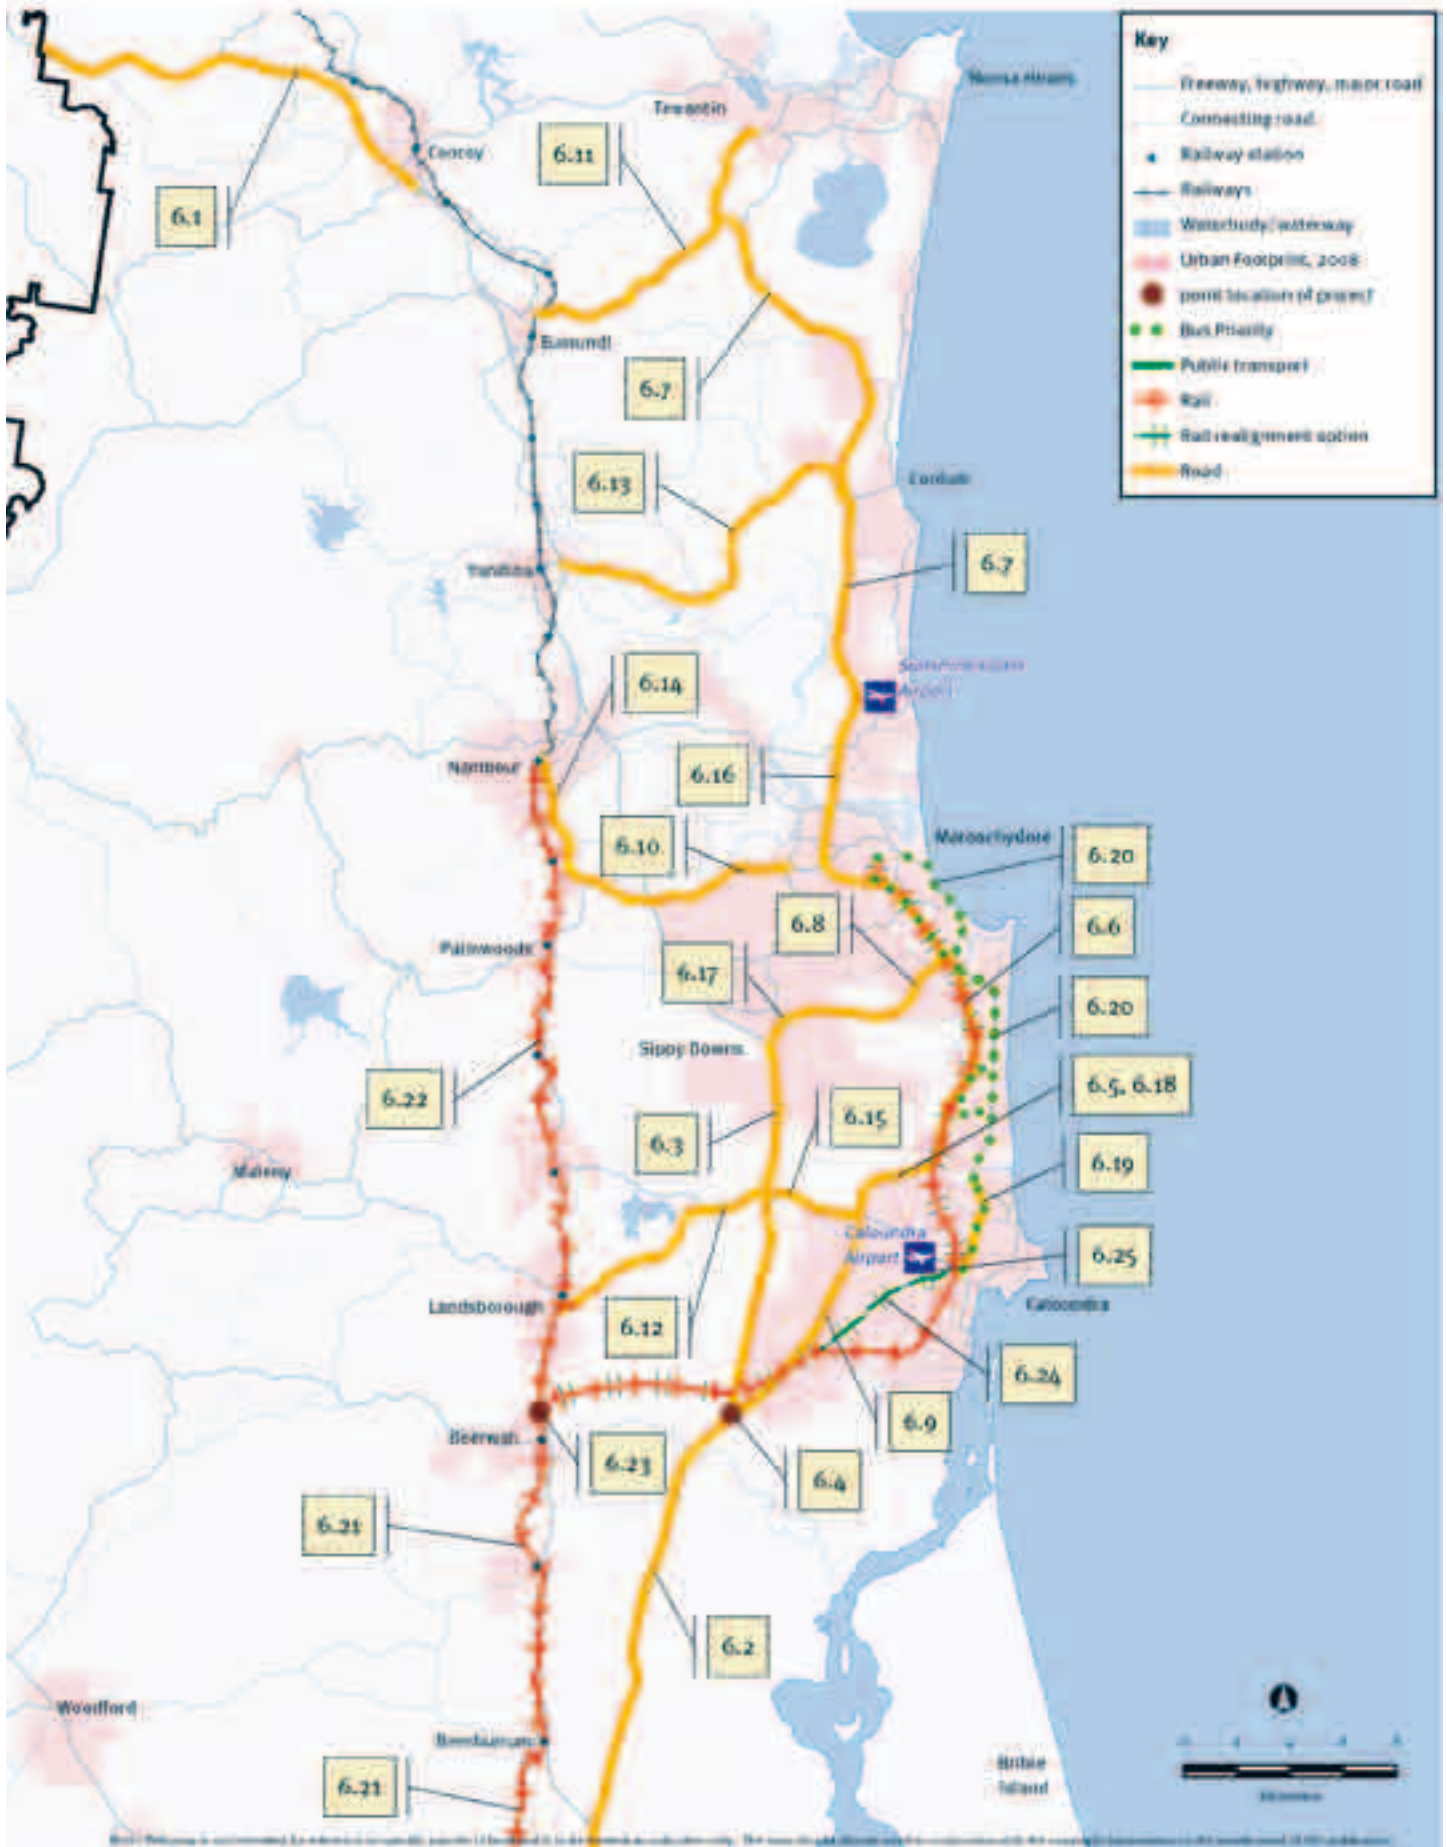 Key
Freeway, highway, major road
Connecting road
Railway station
Railways
Waterbody/waterway
Urban Footprint, 2008
point location of project
Bus Priority
Public transport
Rail
Rail realignment option
Road
Noosa Heads
Tewantin
6.11
Cooroy
6.1
Eumundi
6.7
6.13
Coolum
6.7
Yandina
Sunshine Coast
Airport
6.14
Nambour
6.16
Maroochydore
6.10
6.20
6.8
6.6
Palmwoods
6.17
6.20
Sippy Downs
6.5, 6.18
6.22
6.15
6.3
6.19
Maleny
Caloundra
Airport
6.25
Landsborough
Caloundra
6.12
6.24
6.9
Beerwah
6.23
6.4
6.21
6.2
Woodford
Beerburrum
Bribie
Island
6.21